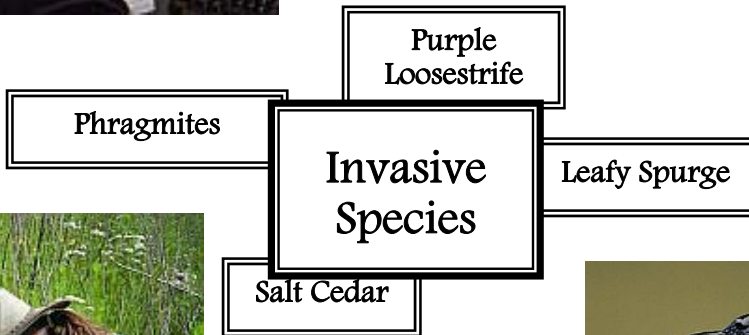 Purple
Loosestrife
Phragmites
Invasive
Species
Leafy Spurge
Salt Cedar